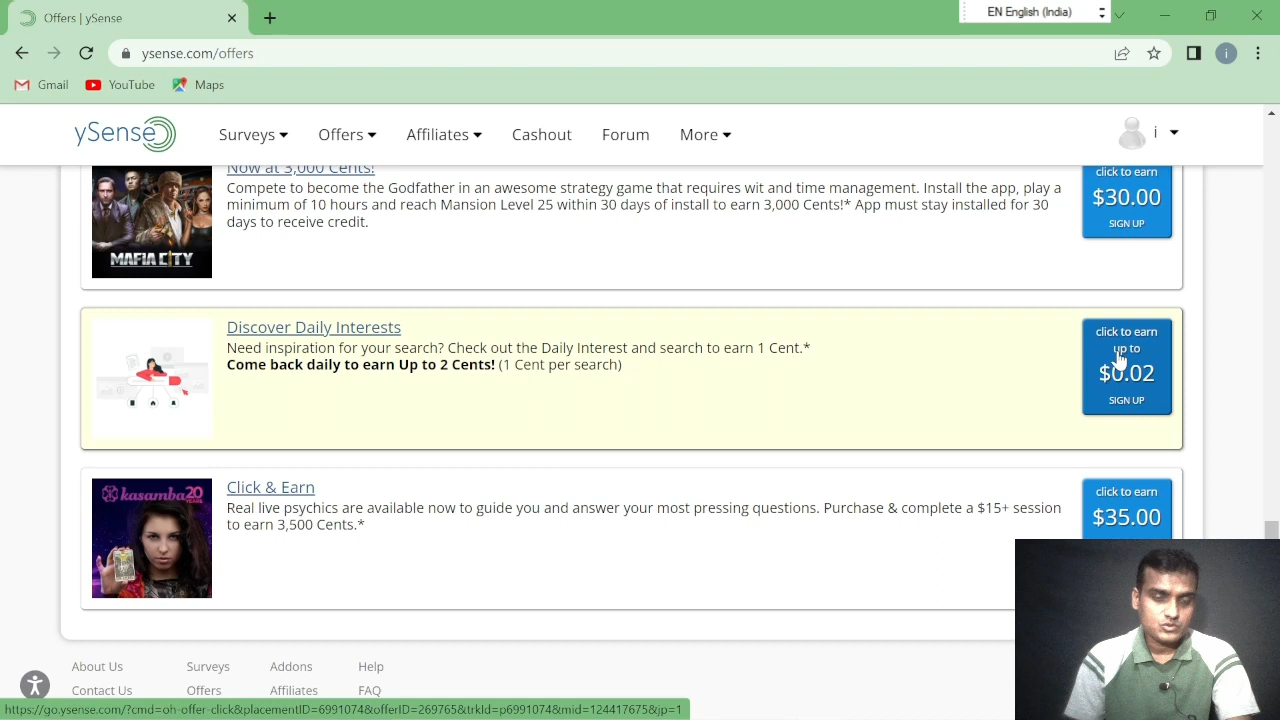 Offers | ySense
EN English (India)
ysense.com/offers
i
Gmail
YouTube
Maps
ySense
Surveys
Offers
Affiliates
Cashout
Forum
More
i
Now at 3,000 Cents!
Compete to become the Godfather in an awesome strategy game that requires wit and time management. Install the app, play a
minimum of 10 hours and reach Mansion Level 25 within 30 days of install to earn 3,000 Cents!* App must stay installed for 30
days to receive credit.
MAFIA CITY
click to earn
$30.00
SIGN UP
Discover Daily Interests
Need inspiration for your search? Check out the Daily Interest and search to earn 1 Cent.*
Come back daily to earn Up to 2 Cents! (1 Cent per search)
click to earn
up to
$0.02
SIGN UP
Click & Earn
Real live psychics are available now to guide you and answer your most pressing questions. Purchase & complete a $15+ session
to earn 3,500 Cents.*
kasamba 20
YEARS
click to earn
$35.00
About Us
Surveys
Addons
Help
Contact Us
Offers
Affiliates
FAQ
https://go.ysense.com/?cmd=oh-offer-click&placementID=6991074&offerID=269765&trkId=p6991074&mid=124417675&jp=1